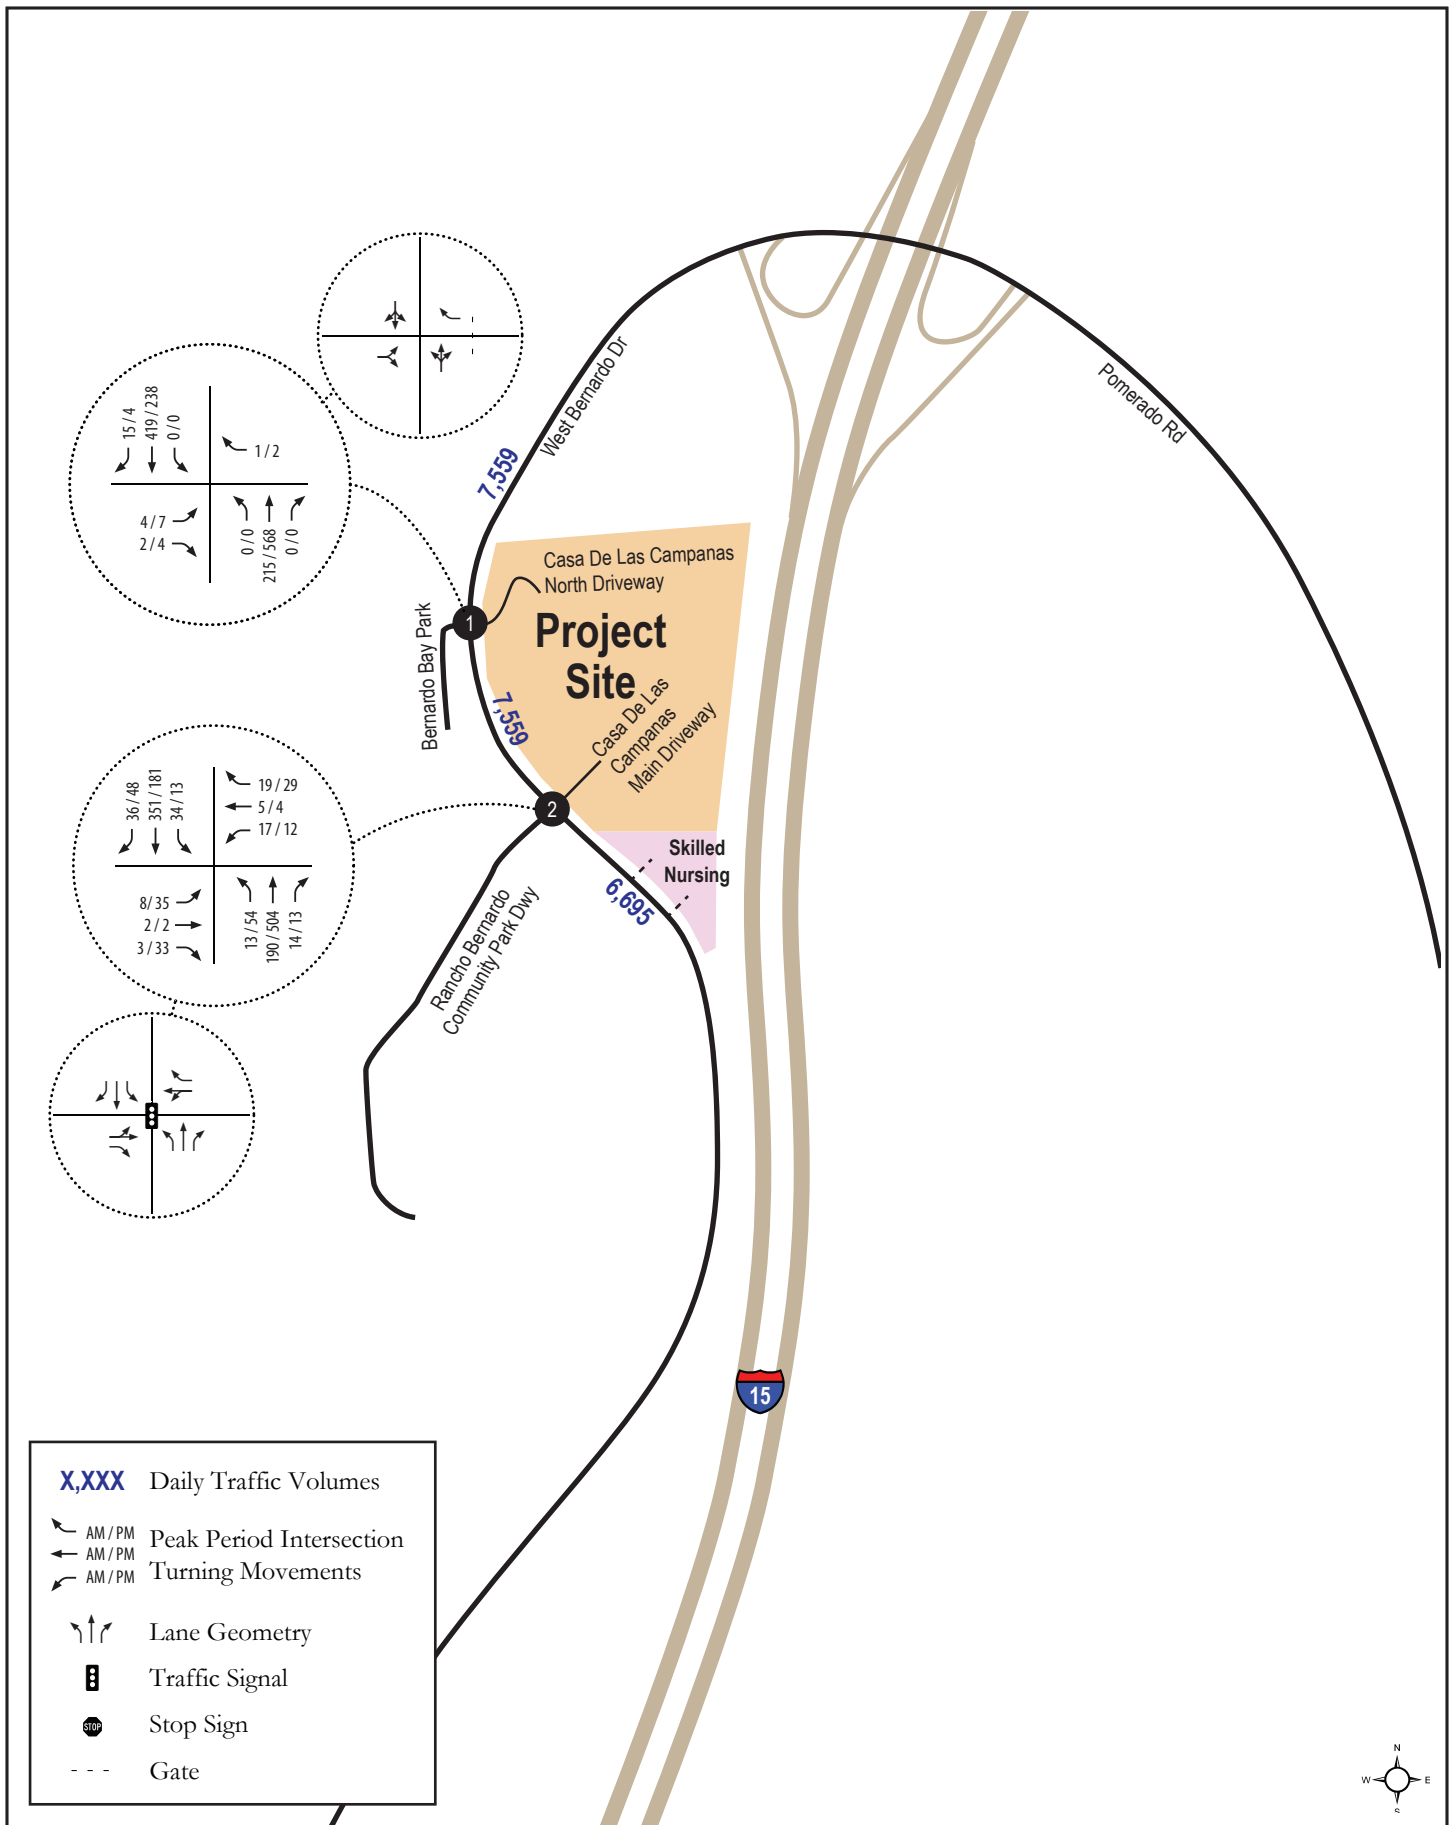 West Bernardo Dr
Pomerado Rd
7,559
15 / 4
419 / 238
0 / 0
1 / 2
4 / 7
2 / 4
0 / 0
215 / 568
0 / 0
Casa De Las Campanas
North Driveway
1
Project
Site
Bernardo Bay Park
7,559
Casa De Las
Campanas
Main Driveway
2
36 / 48
351 / 181
34 / 13
19 / 29
5 / 4
17 / 12
8/ 35
2 / 2
3 / 33
13 / 54
190 / 504
14 / 13
Skilled
Nursing
6,695
Rancho Bernardo
Community Park Dwy
15
X,XXX Daily Traffic Volumes
AM / PM
AM / PM
AM / PM
Peak Period Intersection
Turning Movements
Lane Geometry
Traffic Signal
STOP Stop Sign
Gate
N
W E
S